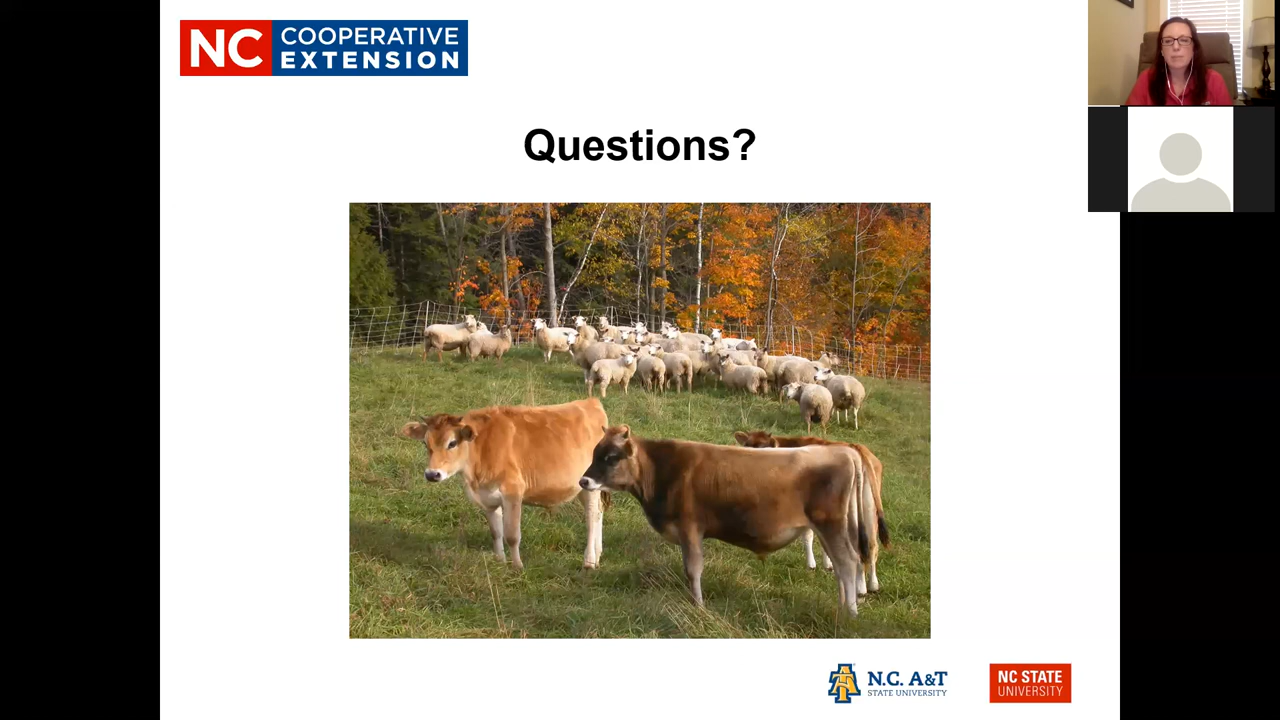 NC COOPERATIVE
EXTENSION
Questions?
N.C. A&T
STATE UNIVERSITY
NC STATE
UNIVERSITY